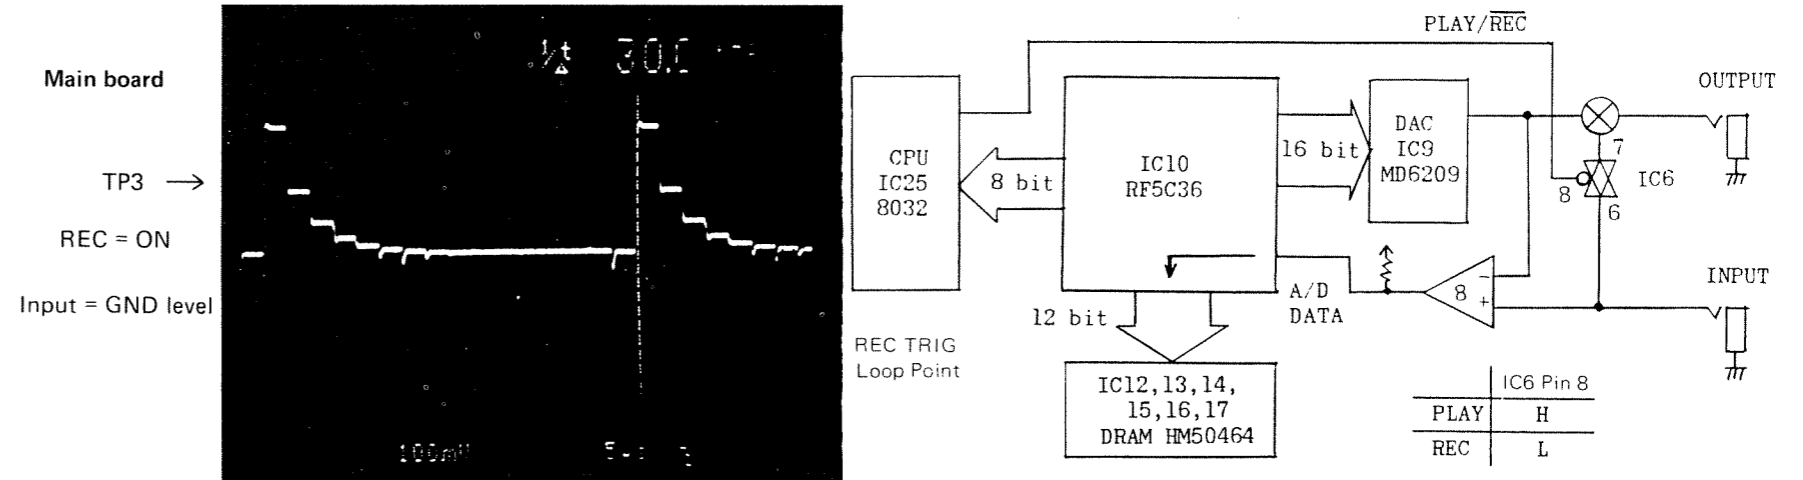 Main board
TP3
REC = ON
Input = GND level
1/t 30.0
100mV
PLAY/REC
OUTPUT
CPU
IC25
8032
8 bit
IC10
RF5C36
16 bit
DAC
IC9
MD6209
7
8
IC6
6
INPUT
8
-
+
A/D
DATA
12 bit
REC TRIG
Loop Point
IC12,13,14,
15,16,17
DRAM HM50464
IC6 Pin 8
PLAY H
REC L